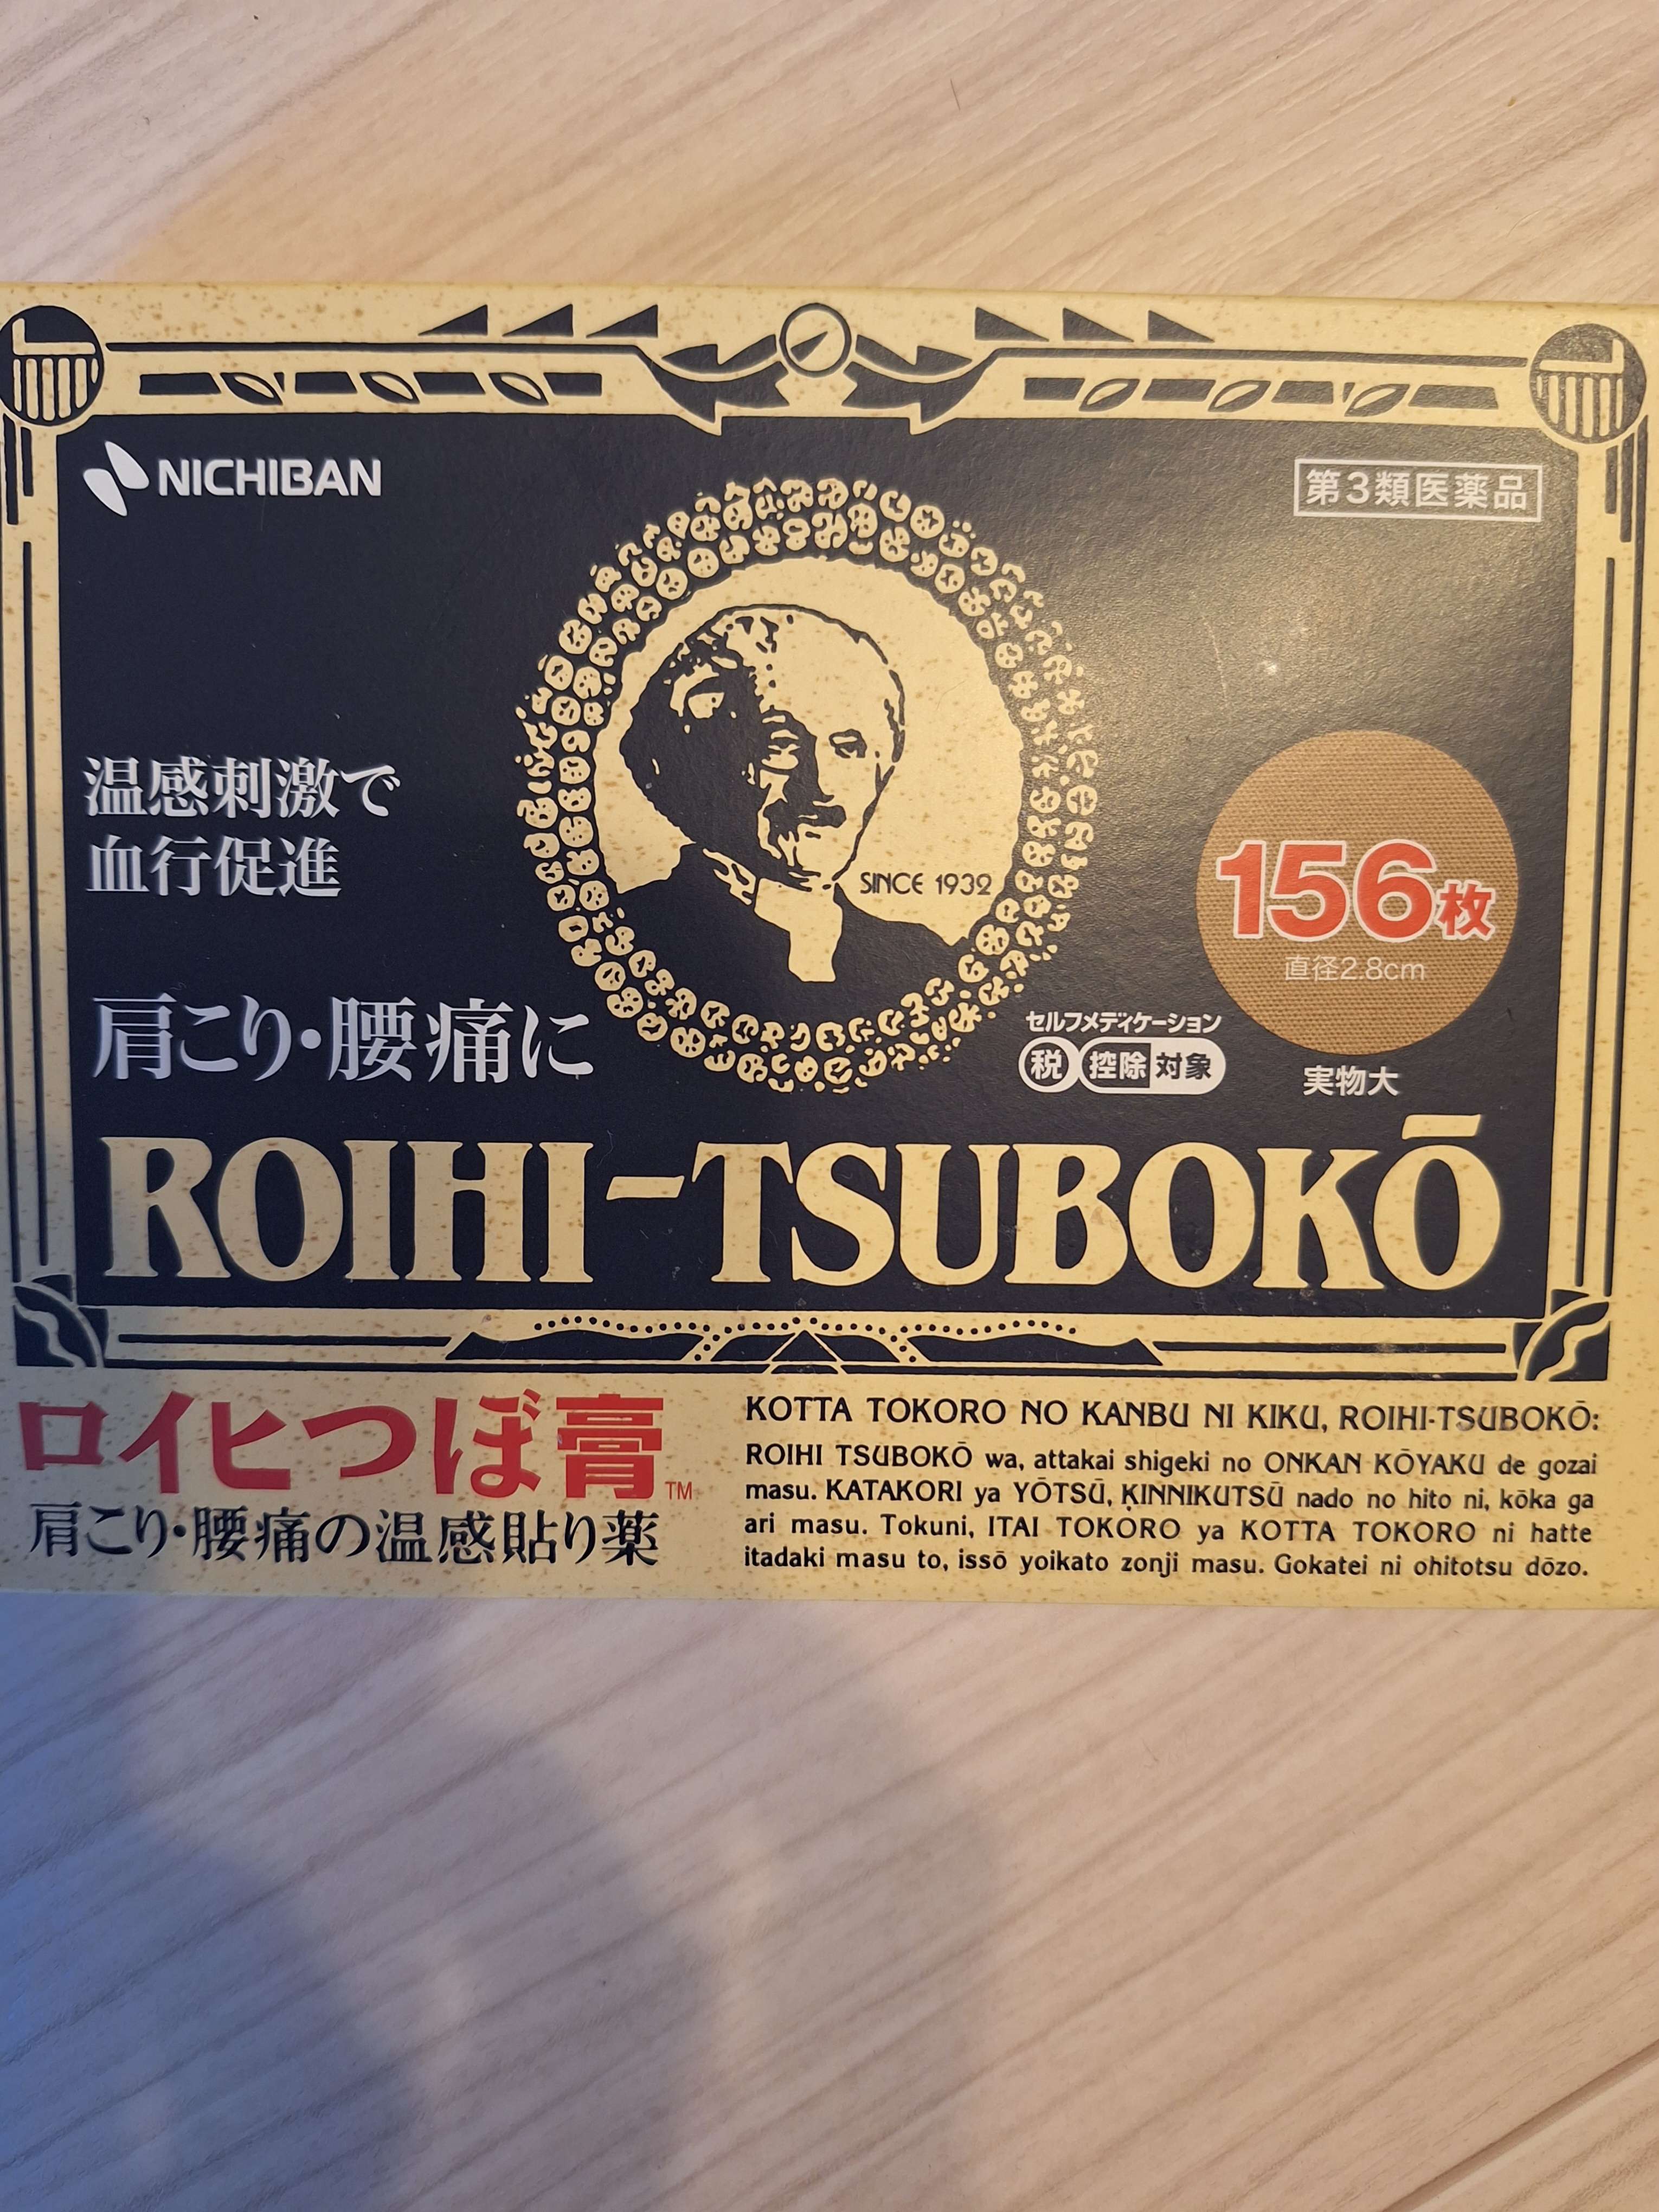 NICHIBAN
第3類医薬品
温感刺激で
血行促進
SINCE 1932
156枚
直径2.8cm
肩こり・腰痛に
セルフメディケーション
税 控除 対象
実物大
ROIHI-TSUBOKŌ
ロイヒつぼ膏™
肩こり・腰痛の温感貼り薬
KOTTA TOKORO NO KANBU NI KIKU, ROIHI-TSUBOKŌ:
ROIHI TSUBOKŌ wa, attakai shigeki no ONKAN KŌYAKU de gozai
masu. KATAKORI ya YŌTSŪ, KINNIKUTSŪ nado no hito ni, kōka ga
ari masu. Tokuni, ITAI TOKORO ya KOTTA TOKORO ni hatte
itadaki masu to, issō yoikato zonji masu. Gokatei ni ohitotsu dōzo.